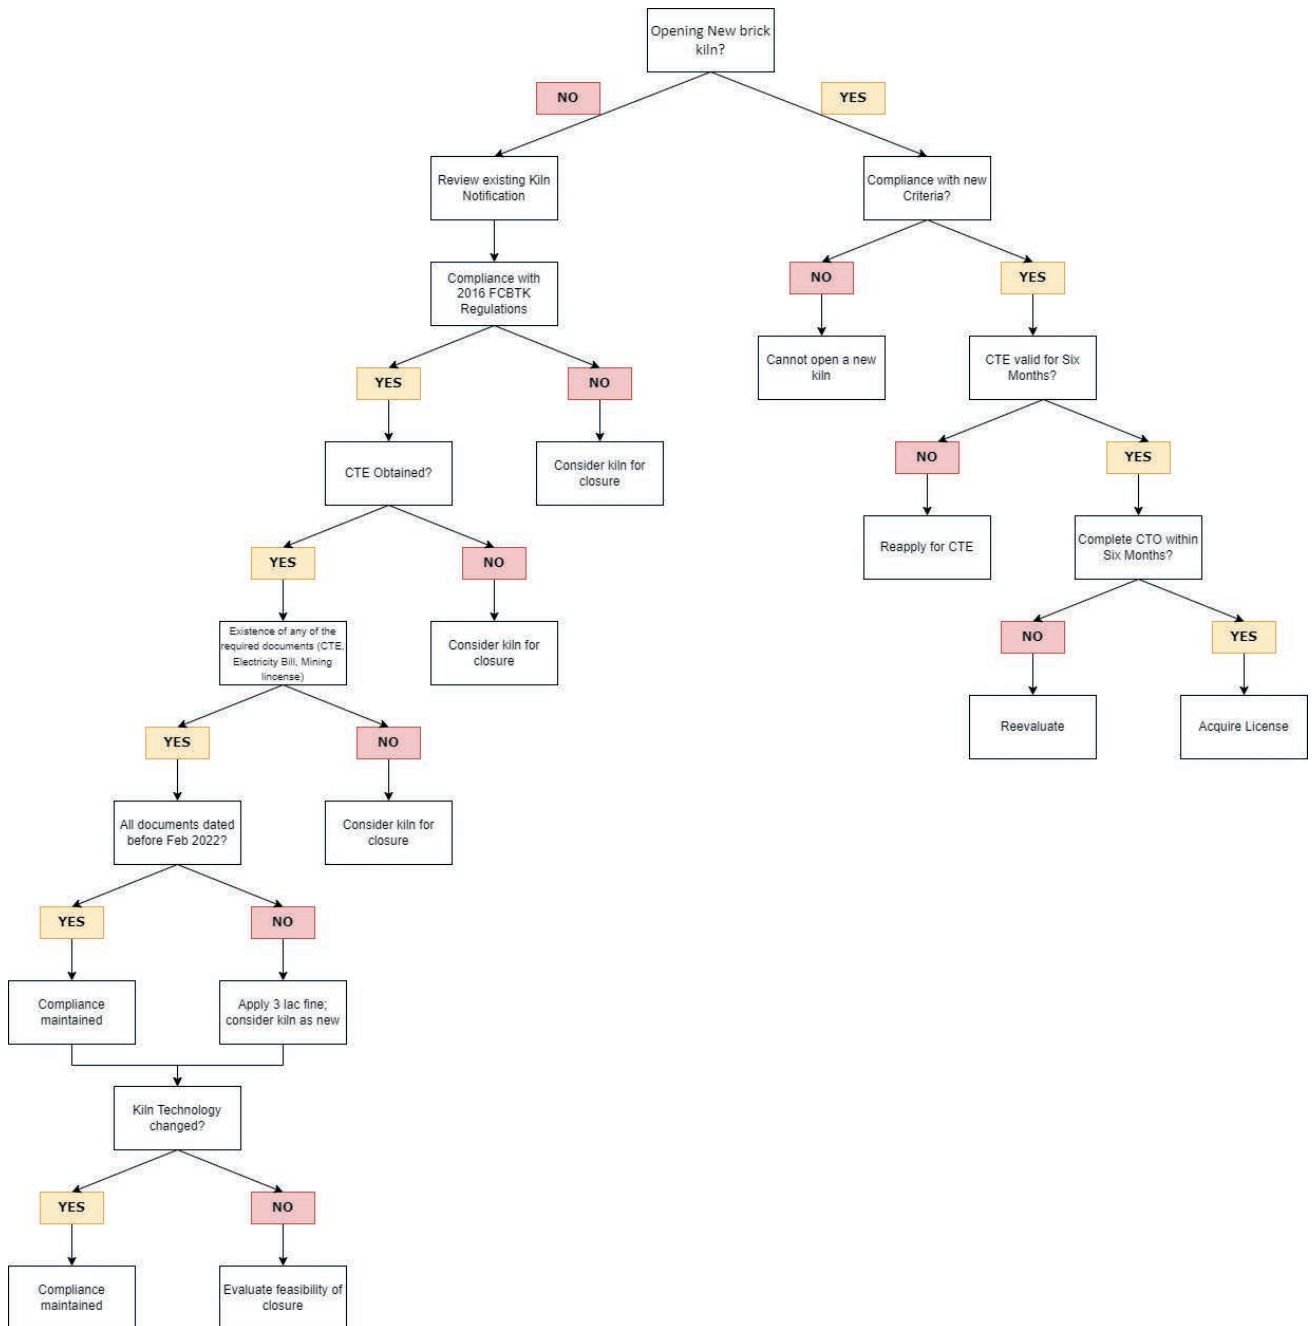 Opening New brick
kiln?
NO
YES
Review existing Kiln
Notification
Compliance with new
Criteria?
Compliance with
2016 FCBTK
Regulations
NO
YES
YES
NO
Cannot open a new
kiln
CTE valid for Six
Months?
CTE Obtained?
Consider kiln for
closure
NO
YES
YES
NO
Reapply for CTE
Complete CTO within
Six Months?
Existence of any of the
required documents (CTE,
Electricity Bill, Mining
lincense)
Consider kiln for
closure
NO
YES
YES
NO
Reevaluate
Acquire License
All documents dated
before Feb 2022?
Consider kiln for
closure
YES
NO
Compliance
maintained
Apply 3 lac fine;
consider kiln as new
Kiln Technology
changed?
YES
NO
Compliance
maintained
Evaluate feasibility of
closure